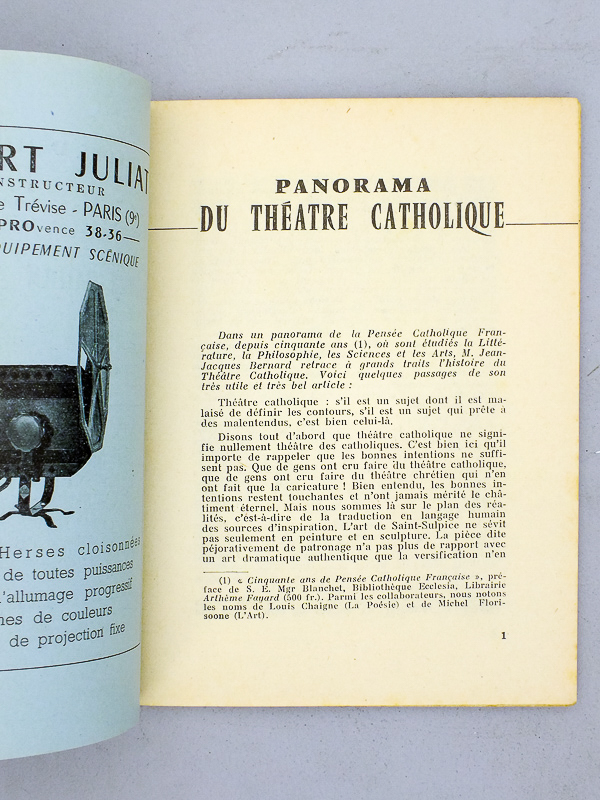 RT JULIAT
NSTRUCTEUR
e Trévise - PARIS (9e)
PROvence 38-36
QUIPEMENT SCÉNIQUE
Herses cloisonnées
de toutes puissances
'allumage progressif
nes de couleurs
de projection fixe
PANORAMA
DU THÉATRE CATHOLIQUE
Dans un panorama de la Pensée Catholique Fran-
çaise, depuis cinquante ans (1), où sont étudiés la Litté-
rature, la Philosophie, les Sciences et les Arts, M. Jean-
Jacques Bernard retrace à grands traits l'histoire du
Théâtre Catholique. Voici quelques passages de son
très utile et très bel article :
Théâtre catholique : s'il est un sujet dont il est ma-
laisé de définir les contours, s'il est un sujet qui prête à
des malentendus, c'est bien celui-là.
Disons tout d'abord que théâtre catholique ne signi-
fie nullement théâtre des catholiques. C'est bien ici qu'il
importe de rappeler que les bonnes intentions ne suffi-
sent pas. Que de gens ont cru faire du théâtre catholique,
que de gens ont cru faire du théâtre chrétien qui n'en
ont fait que la caricature ! Bien entendu, les bonnes in-
tentions restent touchantes et n'ont jamais mérité le châ-
timent éternel. Mais nous sommes là sur le plan des réa-
lités, c'ést-à-dire de la traduction en langage humain
des sources d'inspiration. L'art de Saint-Sulpice ne sévit
pas seulement en peinture et en sculpture. La pièce dite
péjorativement de patronage n'a pas plus de rapport avec
un art dramatique authentique que la versification n'en
(1) « Cinquante ans de Pensée Catholique Française », pré-
face de S. E. Mgr Blanchet, Bibliothèque Ecclesia, Librairie
Arthème Fayard (500 fr.). Parmi les collaborateurs, nous notons
les noms de Louis Chaigne (La Poésie) et de Michel Flori-
soone (L'Art).
1